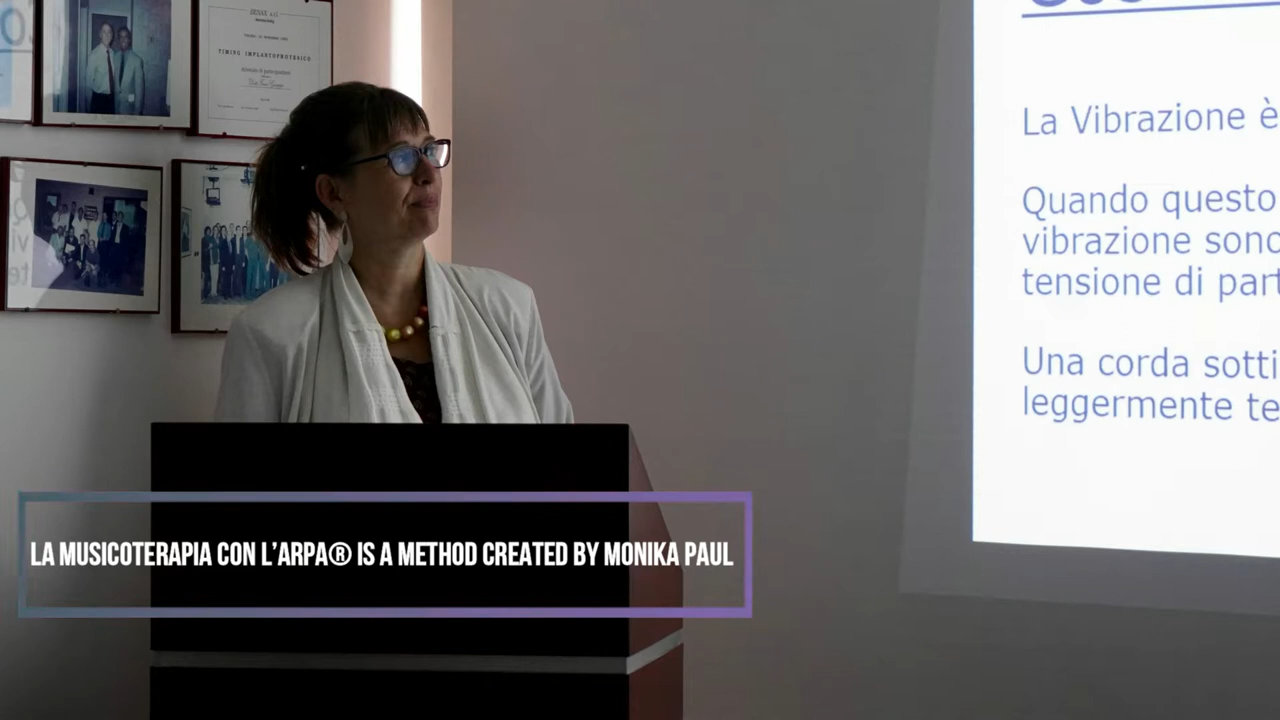 TIMING IMPLANTOPROTESICO
La Vibrazione è
Quando questo
vibrazione sono
tensione di part
Una corda sotti
leggermente te
LA MUSICOTERAPIA CON L'ARPA® IS A METHOD CREATED BY MONIKA PAUL